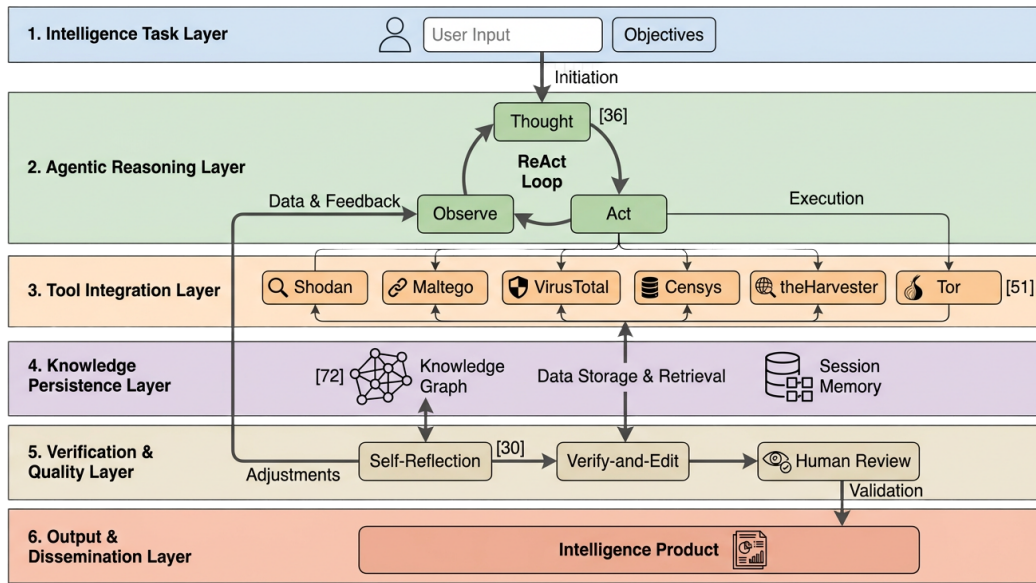 1. Intelligence Task Layer
User Input
Objectives
Initiation
2. Agentic Reasoning Layer
Thought
[36]
ReAct
Loop
Data & Feedback
Observe
Act
Execution
3. Tool Integration Layer
Shodan
Maltego
VirusTotal
Censys
theHarvester
Tor
[51]
4. Knowledge
Persistence Layer
[72]
Knowledge
Graph
Data Storage & Retrieval
Session
Memory
5. Verification &
Quality Layer
Adjustments
Self-Reflection
[30]
Verify-and-Edit
Human Review
Validation
6. Output &
Dissemination Layer
Intelligence Product